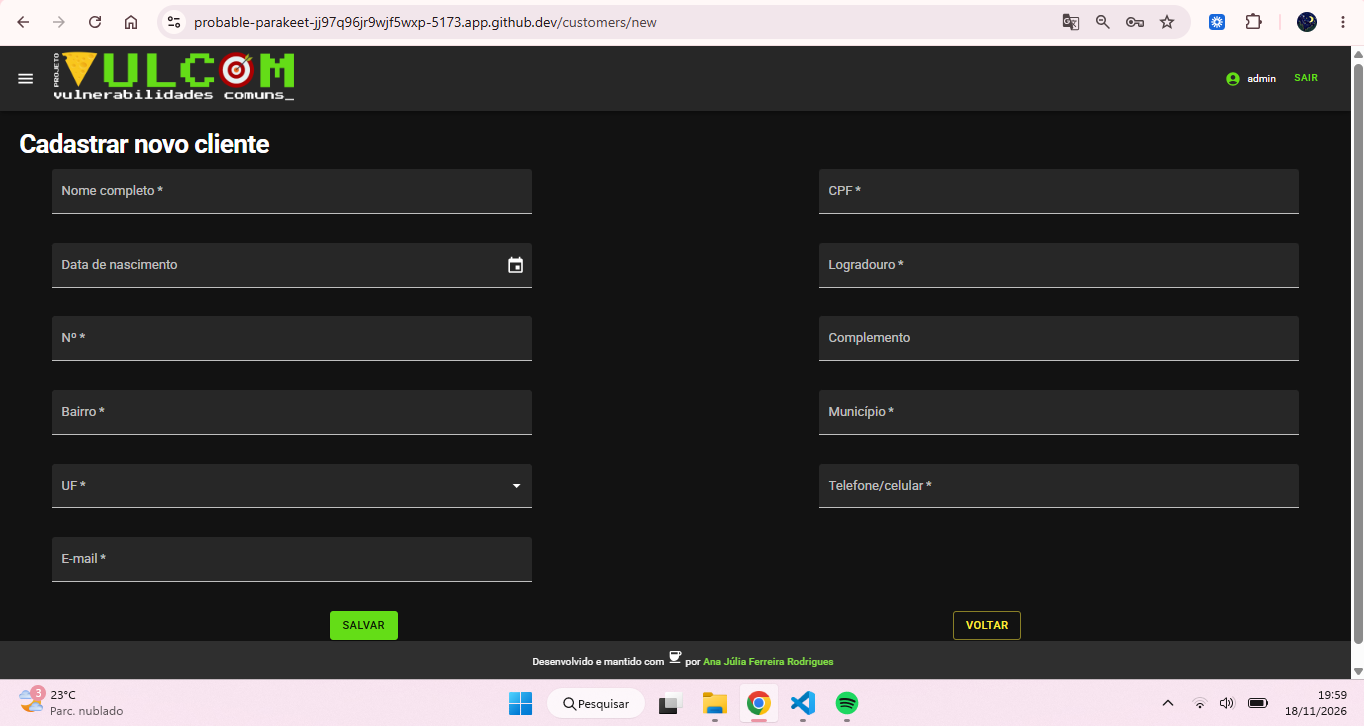 probable-parakeet-jj97q96jr9wjf5wxp-5173.app.github.dev/customers/new
PROJETO VULCOM
vulnerabilidades comuns_
admin SAIR
Cadastrar novo cliente
Nome completo * CPF *
Data de nascimento Logradouro *
Nº * Complemento
Bairro * Município *
UF * Telefone/celular *
E-mail *
SALVAR VOLTAR
Desenvolvido e mantido com por Ana Júlia Ferreira Rodrigues
3 23°C
Parc. nublado
Pesquisar
19:59
18/11/2026